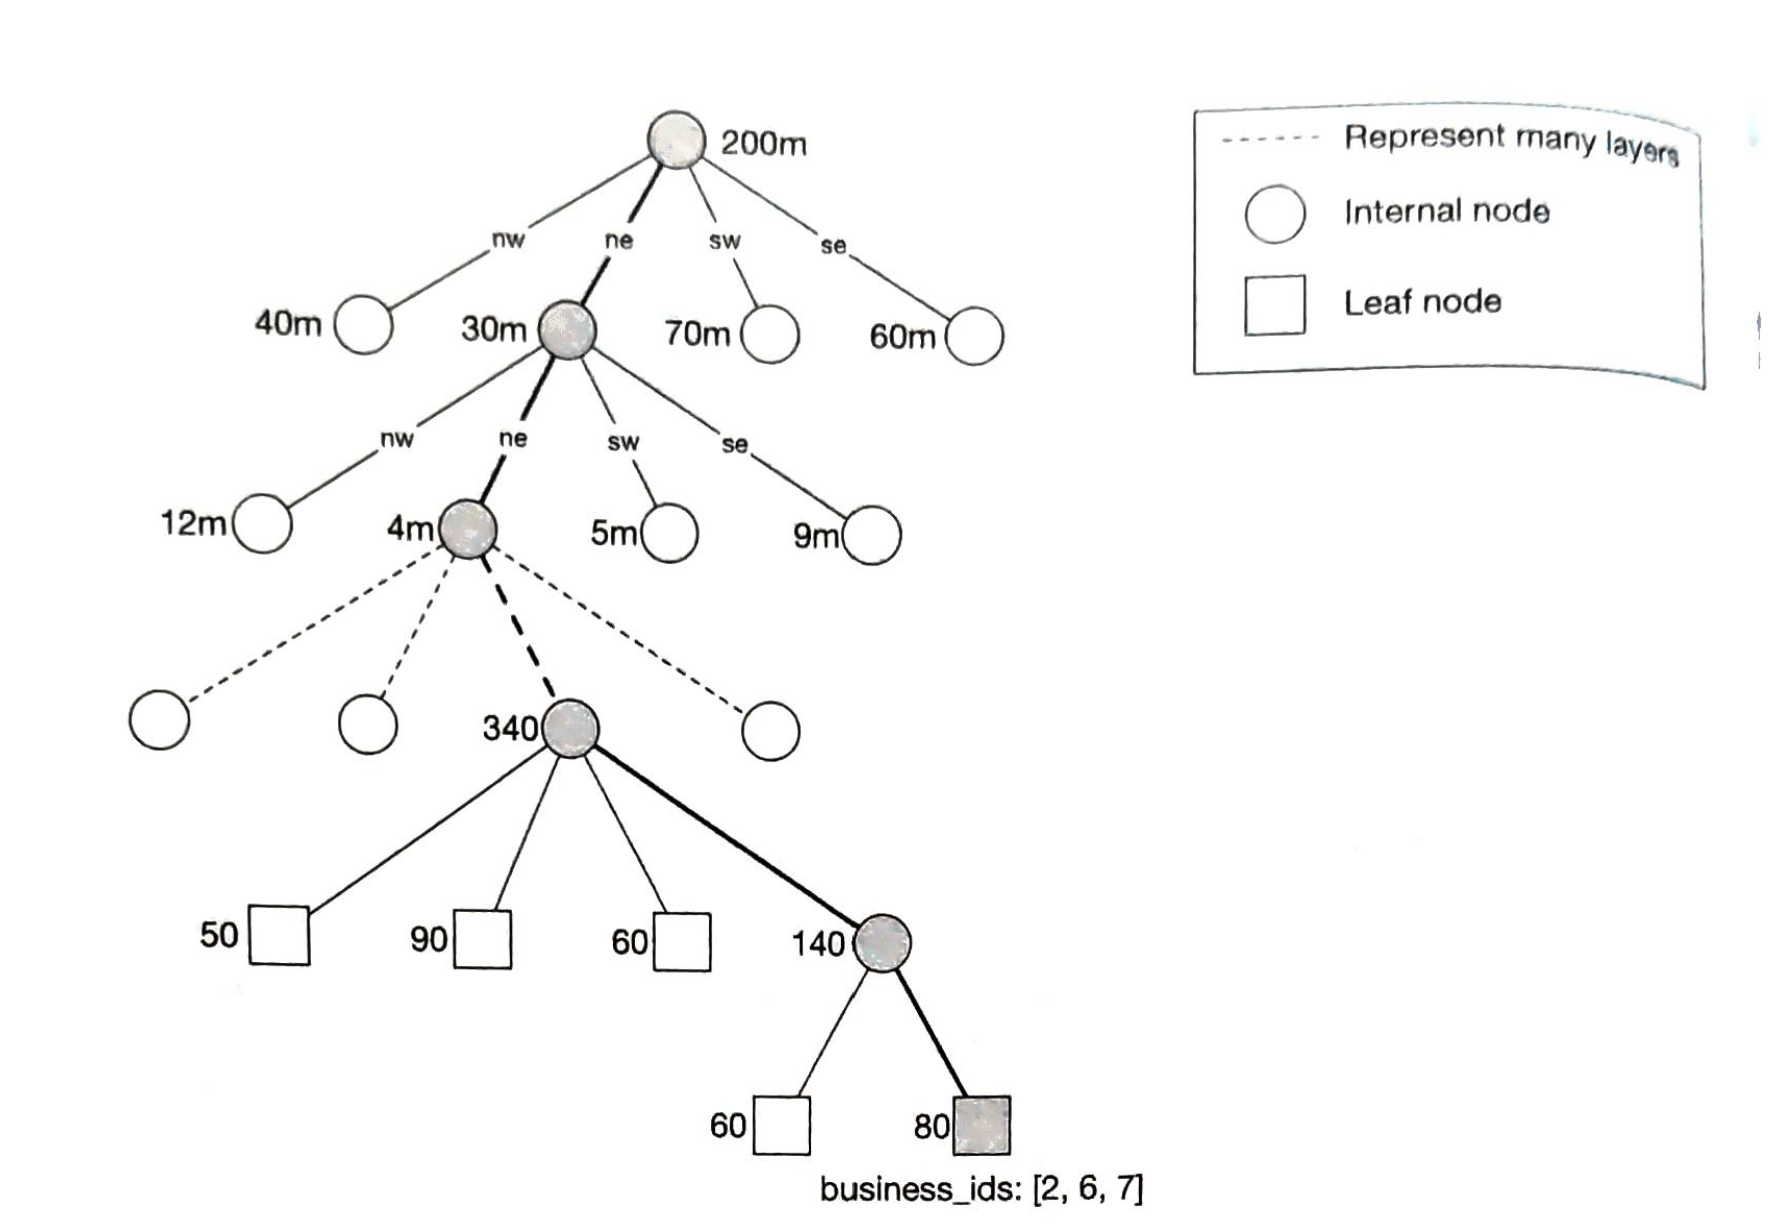 200m
Represent many layers
Internal node
Leaf node
nw
ne
sw
se
40m
30m
70m
60m
nw
ne
sw
se
12m
4m
5m
9m
340
50
90
60
140
60
80
business_ids: [2, 6, 7]